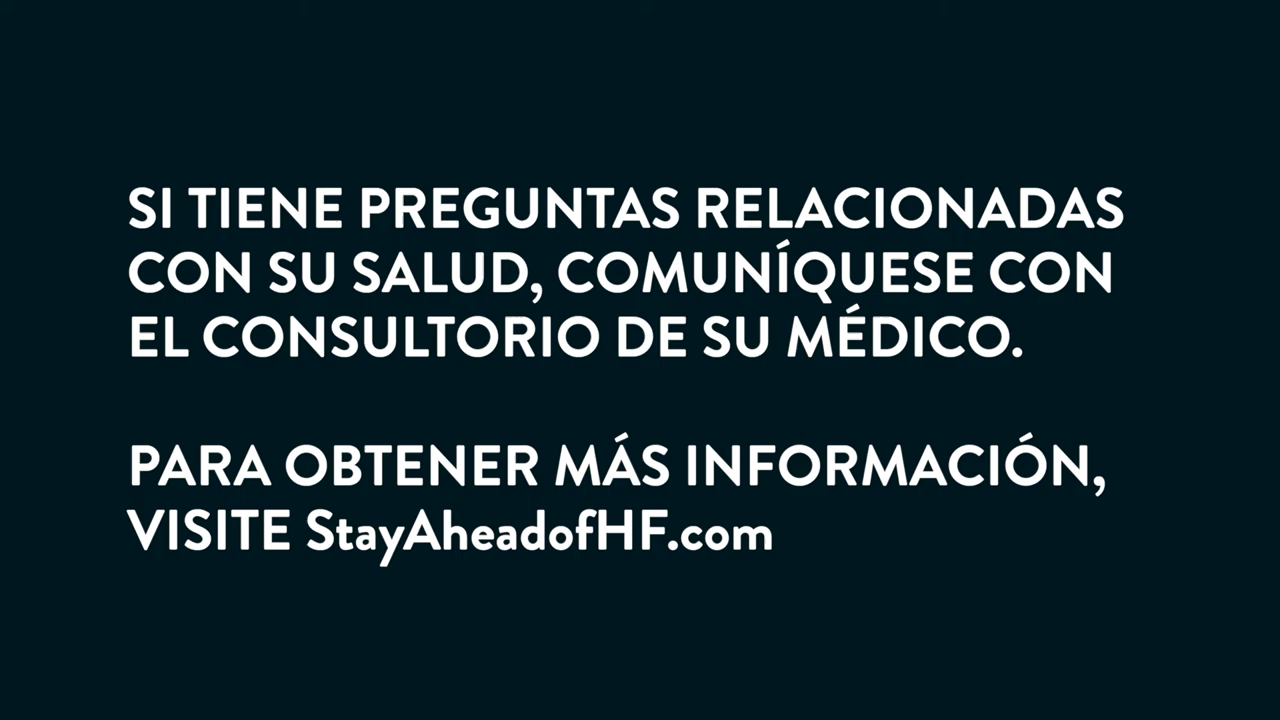 SI TIENE PREGUNTAS RELACIONADAS
CON SU SALUD, COMUNÍQUESE CON
EL CONSULTORIO DE SU MÉDICO.
PARA OBTENER MÁS INFORMACIÓN,
VISITE StayAheadofHF.com